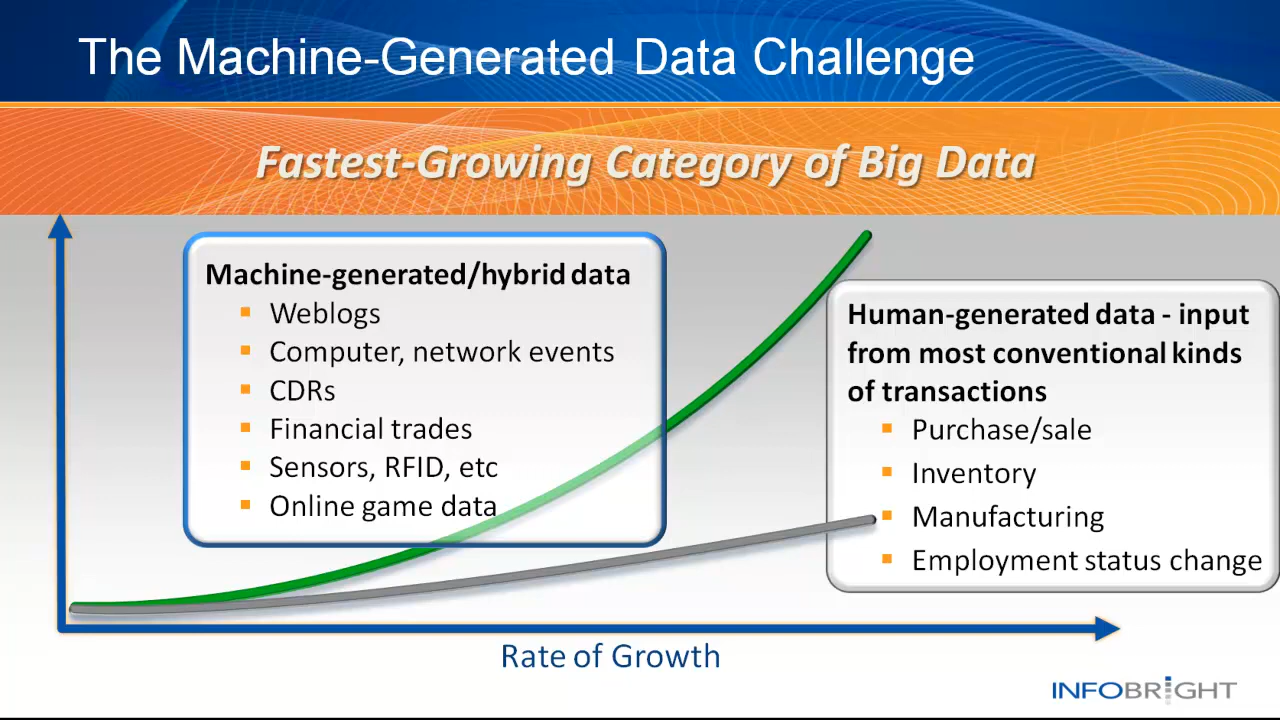 The Machine-Generated Data Challenge
Fastest-Growing Category of Big Data
Machine-generated/hybrid data
Weblogs
Computer, network events
CDRs
Financial trades
Sensors, RFID, etc
Online game data
Human-generated data - input
from most conventional kinds
of transactions
Purchase/sale
Inventory
Manufacturing
Employment status change
Rate of Growth
INFOBRIGHT